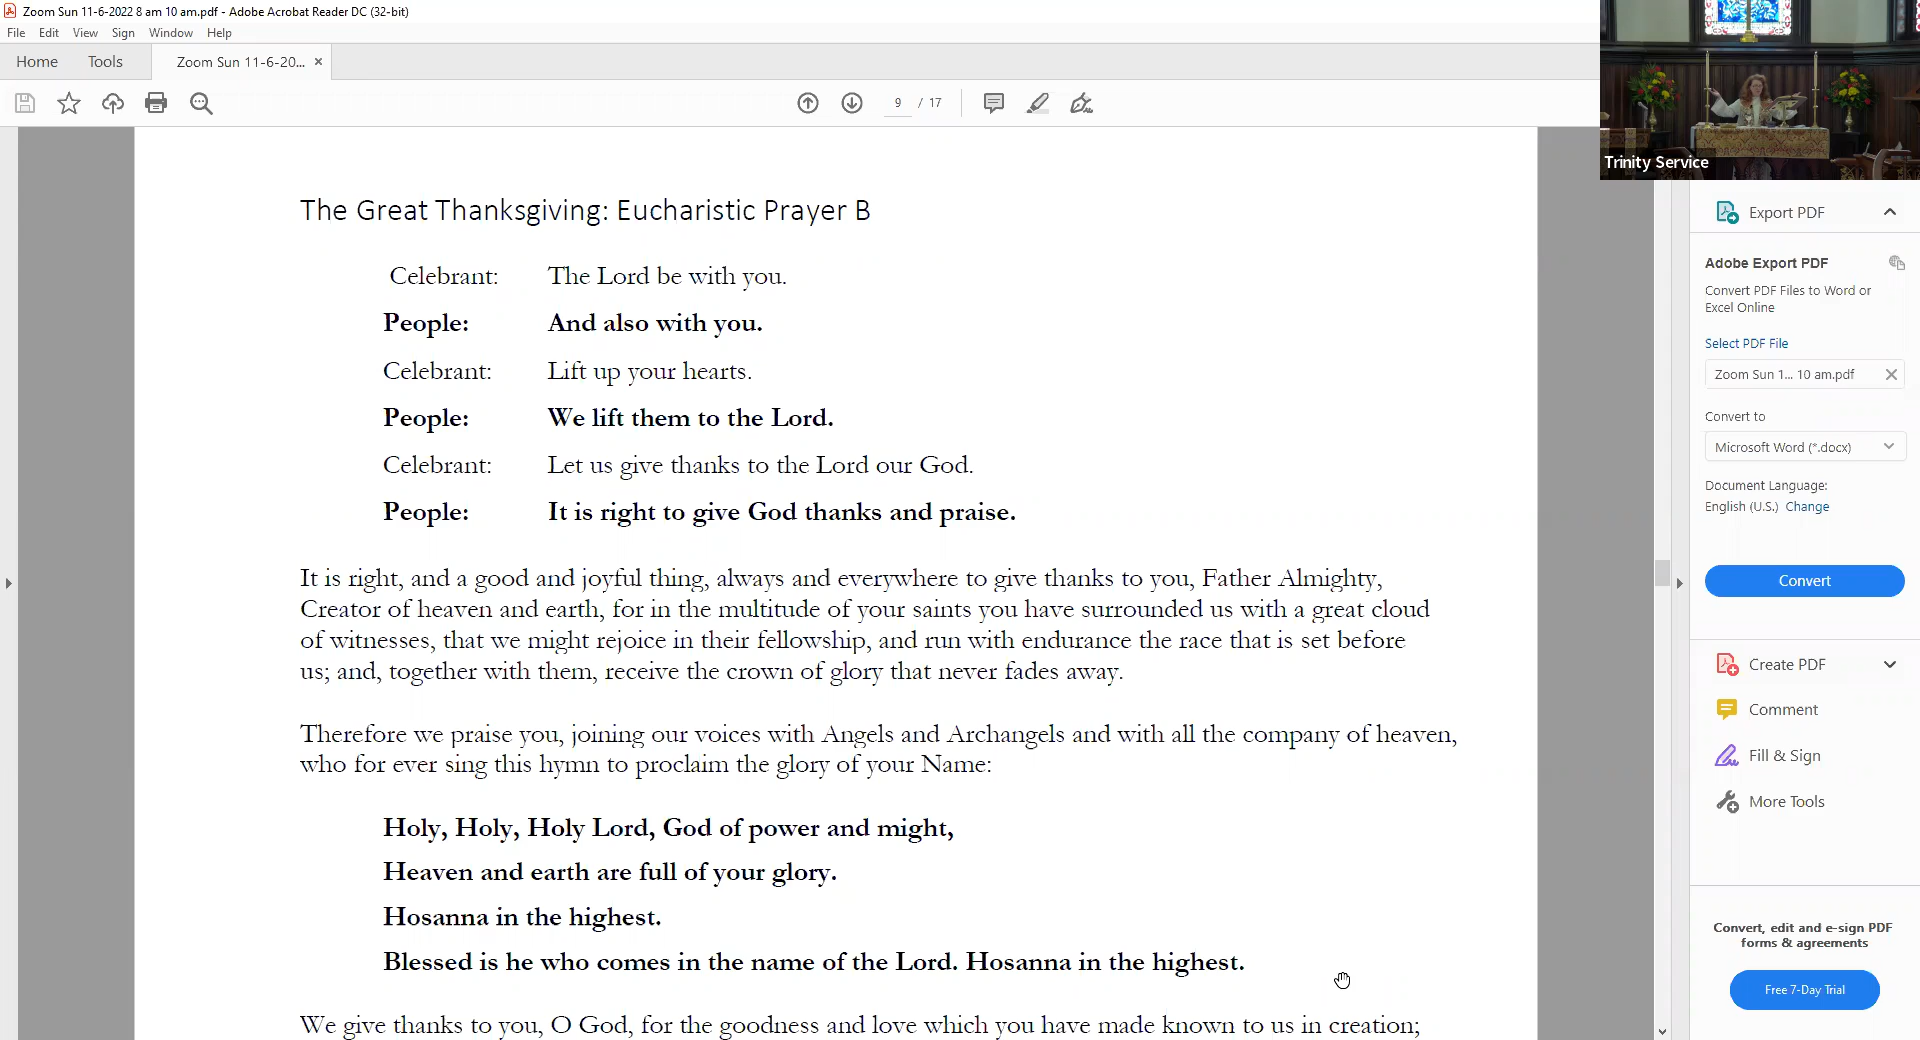 Zoom Sun 11-6-2022 8 am 10 am.pdf - Adobe Acrobat Reader DC (32-bit)
File Edit View Sign Window Help
Home Tools Zoom Sun 11-6-20... ×
9 / 17
Trinity Service
The Great Thanksgiving: Eucharistic Prayer B
Celebrant: The Lord be with you.
People: And also with you.
Celebrant: Lift up your hearts.
People: We lift them to the Lord.
Celebrant: Let us give thanks to the Lord our God.
People: It is right to give God thanks and praise.
It is right, and a good and joyful thing, always and everywhere to give thanks to you, Father Almighty,
Creator of heaven and earth, for in the multitude of your saints you have surrounded us with a great cloud
of witnesses, that we might rejoice in their fellowship, and run with endurance the race that is set before
us; and, together with them, receive the crown of glory that never fades away.
Therefore we praise you, joining our voices with Angels and Archangels and with all the company of heaven,
who for ever sing this hymn to proclaim the glory of your Name:
Holy, Holy, Holy Lord, God of power and might,
Heaven and earth are full of your glory.
Hosanna in the highest.
Blessed is he who comes in the name of the Lord. Hosanna in the highest.
We give thanks to you, O God, for the goodness and love which you have made known to us in creation;
Export PDF
Adobe Export PDF
Convert PDF Files to Word or
Excel Online
Select PDF File
Zoom Sun 1... 10 am.pdf
Convert to
Microsoft Word (*.docx)
Document Language:
English (U.S.) Change
Convert
Create PDF
Comment
Fill & Sign
More Tools
Convert, edit and e-sign PDF
forms & agreements
Free 7-Day Trial